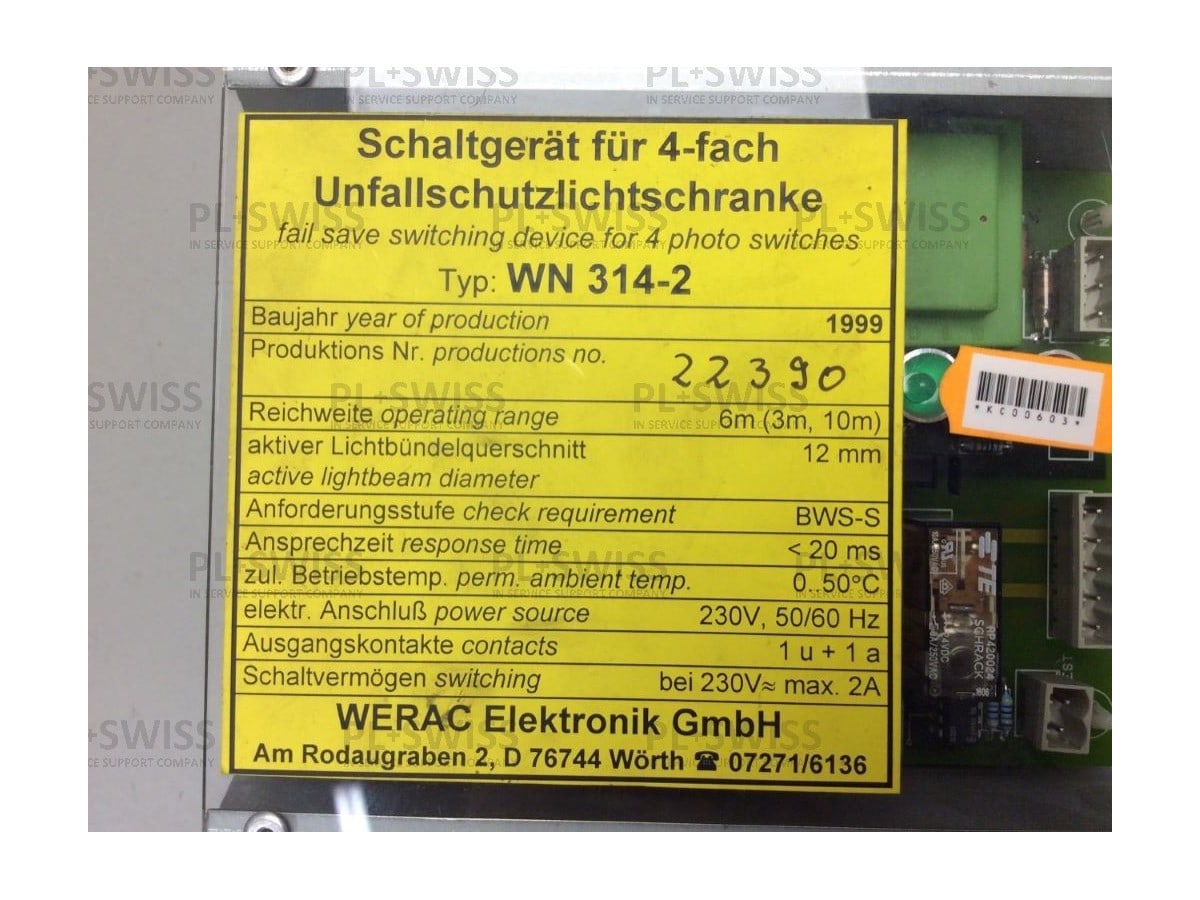 PL+SWISS
IN SERVICE SUPPORT COMPANY
Schaltgerät für 4-fach
Unfallschutzlichtschranke
fail save switching device for 4 photo switches
Typ: WN 314-2
Baujahr year of production 1999
Produktions Nr. productions no. 22390
Reichweite operating range 6m (3m, 10m)
aktiver Lichtbündelquerschnitt 12 mm
active lightbeam diameter
Anforderungsstufe check requirement BWS-S
Ansprechzeit response time < 20 ms
zul. Betriebstemp. perm. ambient temp. 0..50°C
elektr. Anschluß power source 230V, 50/60 Hz
Ausgangskontakte contacts 1 u + 1 a
Schaltvermögen switching bei 230V≂ max. 2A
WERAC Elektronik GmbH
Am Rodaugraben 2, D 76744 Wörth ☎ 07271/6136
*KC00603*
TE
SCHRACK
RP420024